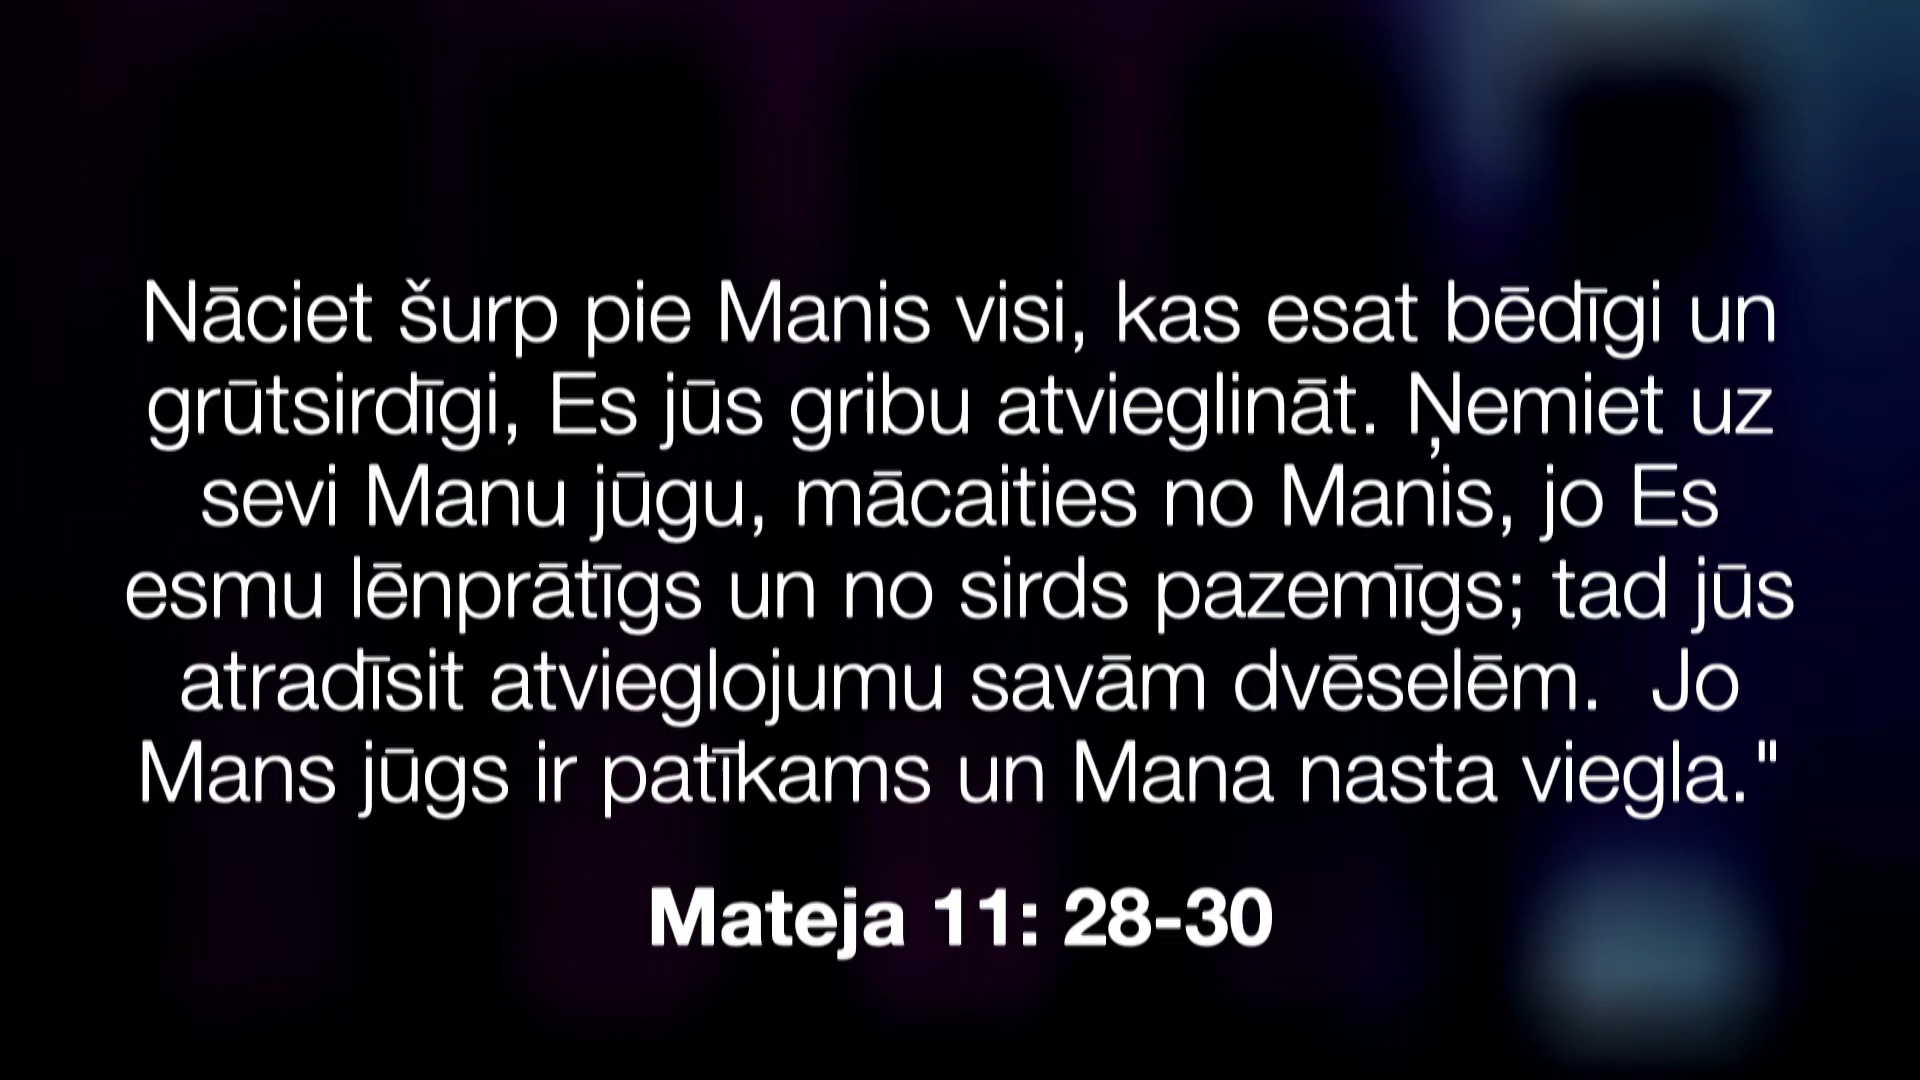 Nāciet šurp pie Manis visi, kas esat bēdīgi un
grūtsirdīgi, Es jūs gribu atvieglināt. Ņemiet uz
sevi Manu jūgu, mācaities no Manis, jo Es
esmu lēnprātīgs un no sirds pazemīgs; tad jūs
atradīsit atvieglojumu savām dvēselēm.  Jo
Mans jūgs ir patīkams un Mana nasta viegla."
Mateja 11: 28-30